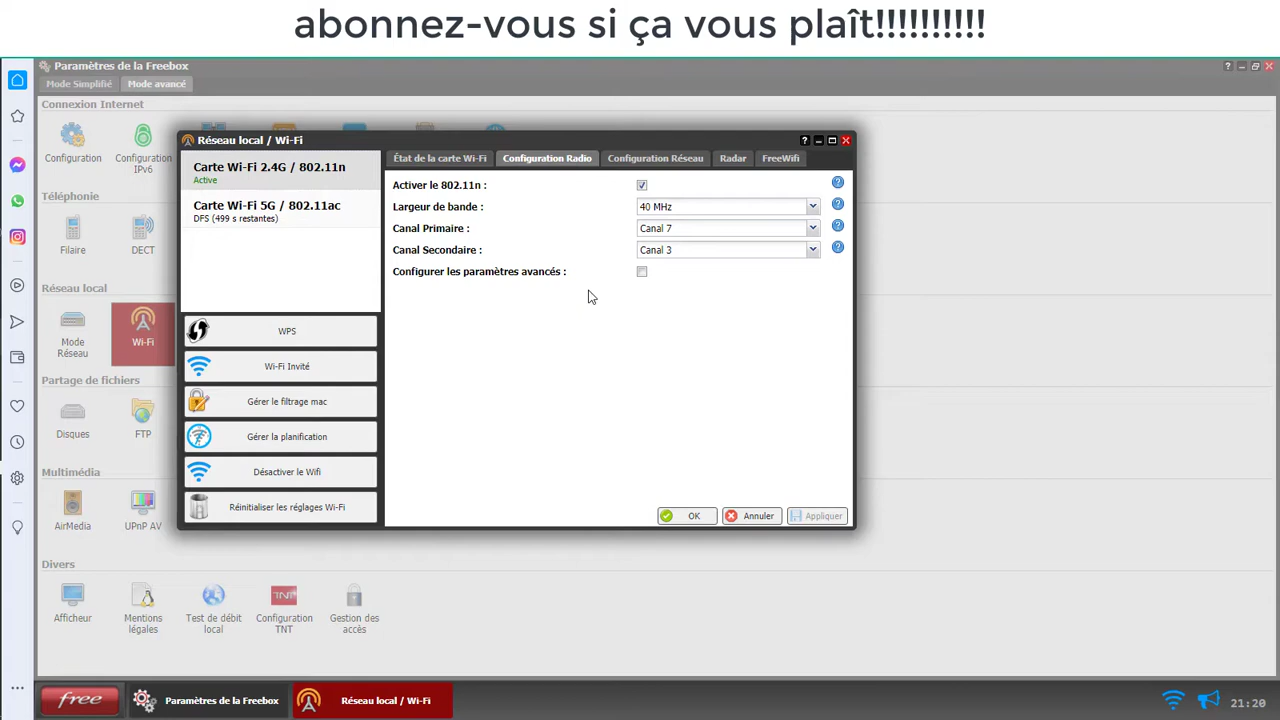 abonnez-vous si ça vous plaît!!!!!!!!!!
Paramètres de la Freebox
Mode Simplifié
Mode avancé
Connexion Internet
Configuration
Configuration IPv6
Téléphonie
Filaire
DECT
Réseau local
Mode Réseau
Wi-Fi
Partage de fichiers
Disques
FTP
Multimédia
AirMedia
UPnP AV
Divers
Afficheur
Mentions légales
Test de débit local
TNT
Configuration TNT
Gestion des accès
Réseau local / Wi-Fi
Carte Wi-Fi 2.4G / 802.11n
Active
Carte Wi-Fi 5G / 802.11ac
DFS (499 s restantes)
WPS
Wi-Fi Invité
Gérer le filtrage mac
Gérer la planification
Désactiver le Wifi
Réinitialiser les réglages Wi-Fi
État de la carte Wi-Fi
Configuration Radio
Configuration Réseau
Radar
FreeWifi
Activer le 802.11n :
Largeur de bande : 40 MHz
Canal Primaire : Canal 7
Canal Secondaire : Canal 3
Configurer les paramètres avancés :
OK
Annuler
Appliquer
free
Paramètres de la Freebox
Réseau local / Wi-Fi
21:20